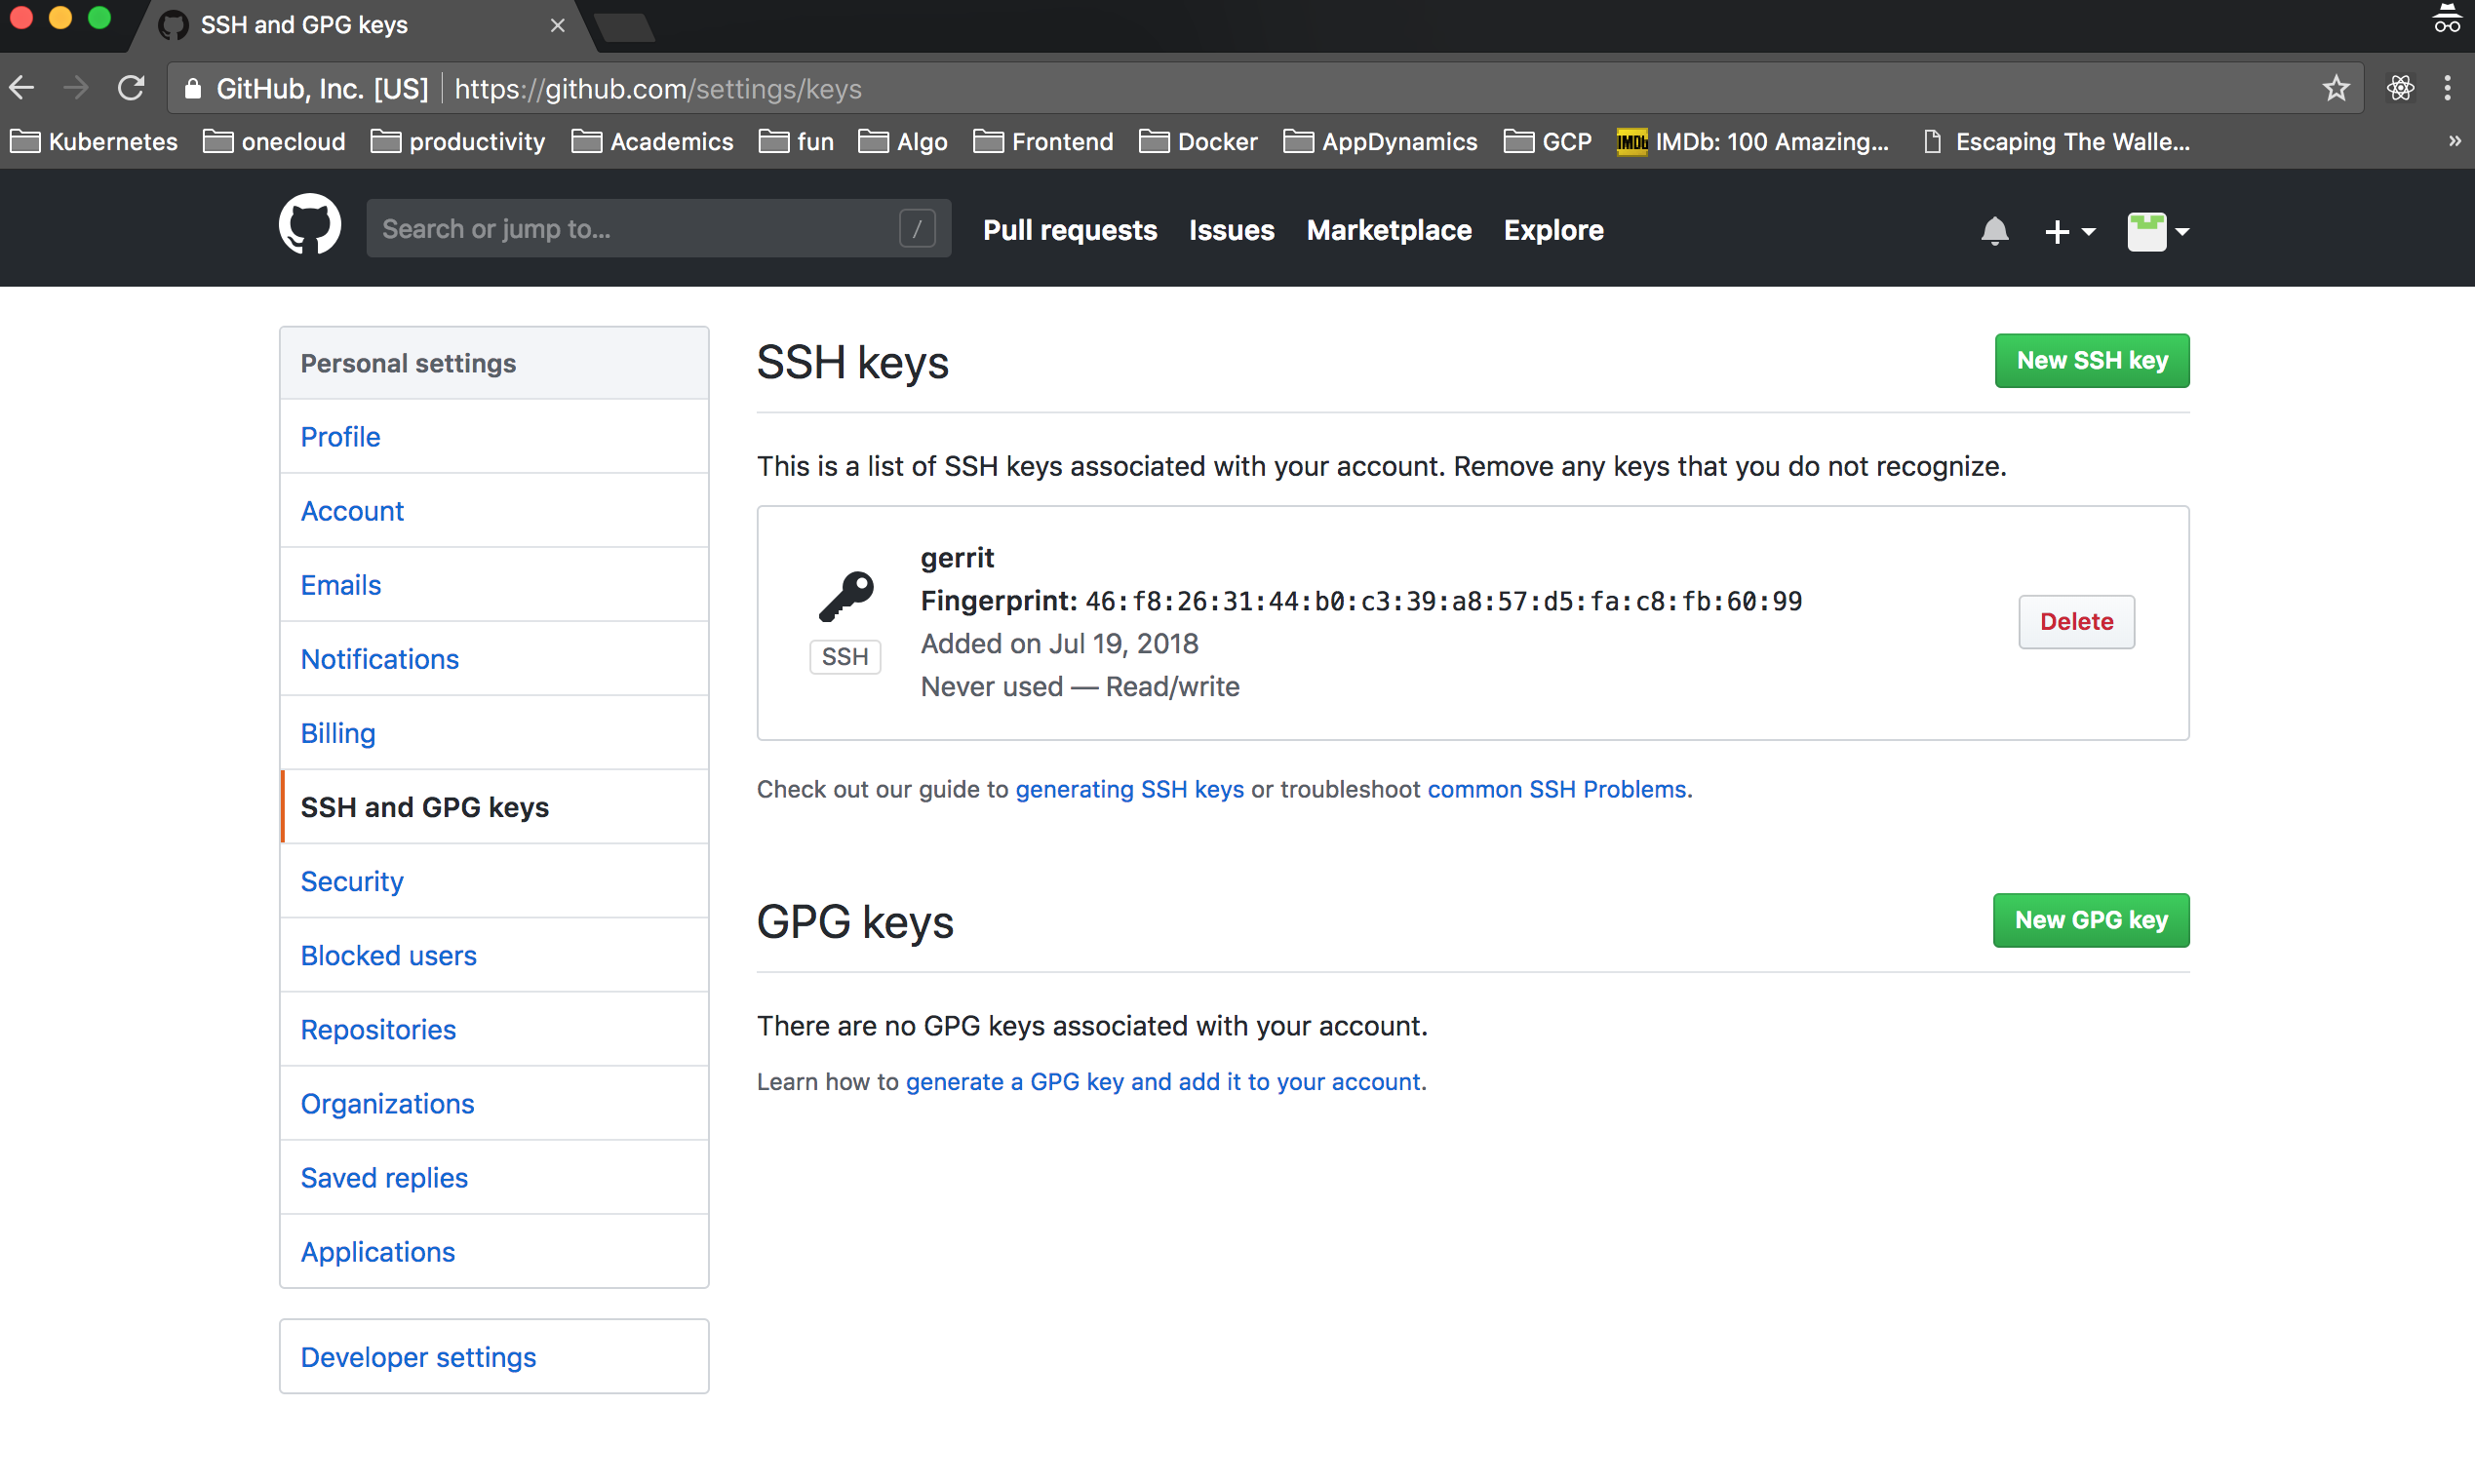 SSH and GPG keys
GitHub, Inc. [US] https://github.com/settings/keys
Kubernetes onecloud productivity Academics fun Algo Frontend Docker AppDynamics GCP IMDb IMDb: 100 Amazing... Escaping The Walle... »
Search or jump to... / Pull requests Issues Marketplace Explore
Personal settings
Profile
Account
Emails
Notifications
Billing
SSH and GPG keys
Security
Blocked users
Repositories
Organizations
Saved replies
Applications
Developer settings
SSH keys
New SSH key
This is a list of SSH keys associated with your account. Remove any keys that you do not recognize.
SSH
gerrit
Fingerprint: 46:f8:26:31:44:b0:c3:39:a8:57:d5:fa:c8:fb:60:99
Added on Jul 19, 2018
Never used — Read/write
Delete
Check out our guide to generating SSH keys or troubleshoot common SSH Problems.
GPG keys
New GPG key
There are no GPG keys associated with your account.
Learn how to generate a GPG key and add it to your account.